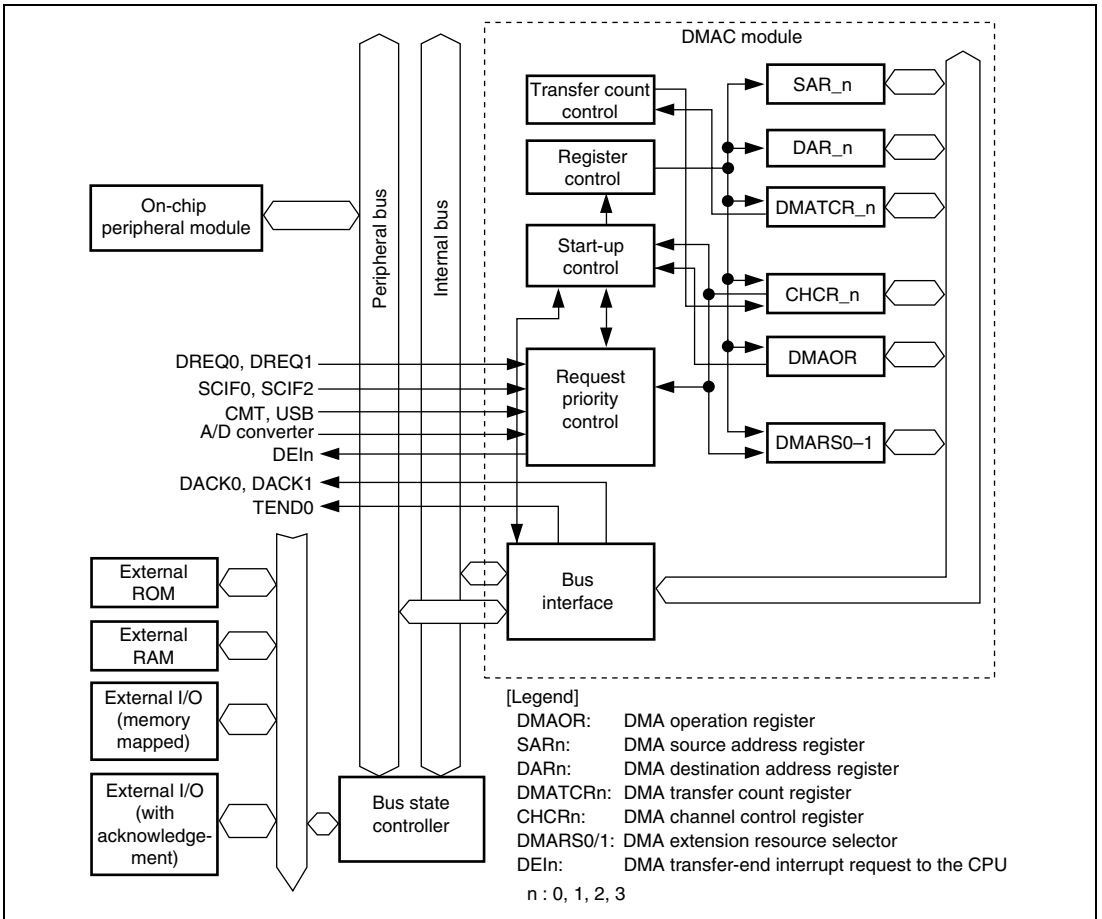 DMAC module
Transfer count
control
Register
control
Start-up
control
Request
priority
control
Bus
interface
SAR_n
DAR_n
DMATCR_n
CHCR_n
DMAOR
DMARS0–1
On-chip
peripheral module
Peripheral bus
Internal bus
DREQ0, DREQ1
SCIF0, SCIF2
CMT, USB
A/D converter
DEIn
DACK0, DACK1
TEND0
External
ROM
External
RAM
External I/O
(memory
mapped)
External I/O
(with
acknowledge-
ment)
Bus state
controller
[Legend]
DMAOR: DMA operation register
SARn: DMA source address register
DARn: DMA destination address register
DMATCRn: DMA transfer count register
CHCRn: DMA channel control register
DMARS0/1: DMA extension resource selector
DEIn: DMA transfer-end interrupt request to the CPU
n : 0, 1, 2, 3